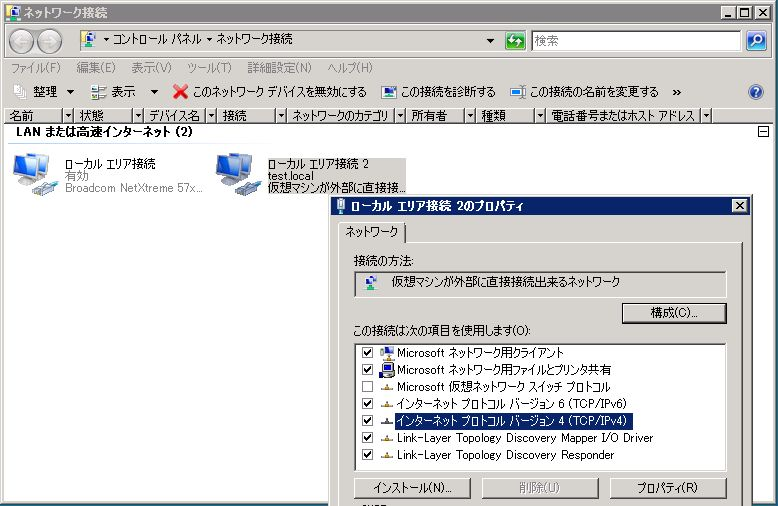 ネットワーク接続
コントロール パネル ネットワーク接続
検索
ファイル(F) 編集(E) 表示(V) ツール(T) 詳細設定(N) ヘルプ(H)
整理 表示 このネットワーク デバイスを無効にする この接続を診断する この接続の名前を変更する »
名前 状態 デバイス名 接続 ネットワークのカテゴリ 所有者 種類 電話番号またはホスト アドレス
LAN または高速インターネット (2)
ローカル エリア接続
有効
Broadcom NetXtreme 57x...
ローカル エリア接続 2
test.local
仮想マシンが外部に直接接...
ローカル エリア接続 2のプロパティ
ネットワーク
接続の方法:
仮想マシンが外部に直接接続出来るネットワーク
構成(C)...
この接続は次の項目を使用します(O):
Microsoft ネットワーク用クライアント
Microsoft ネットワーク用ファイルとプリンタ共有
Microsoft 仮想ネットワーク スイッチ プロトコル
インターネット プロトコル バージョン 6 (TCP/IPv6)
インターネット プロトコル バージョン 4 (TCP/IPv4)
Link-Layer Topology Discovery Mapper I/O Driver
Link-Layer Topology Discovery Responder
インストール(N)... 削除(U) プロパティ(R)